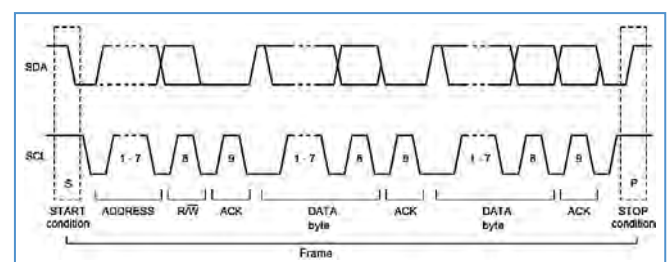 SDA
SCL
1 - 7 8 9 1 - 7 8 9 1 - 7 8 9
S P
START condition ADDRESS R/W̅ ACK DATA byte ACK DATA byte ACK STOP condition
Frame